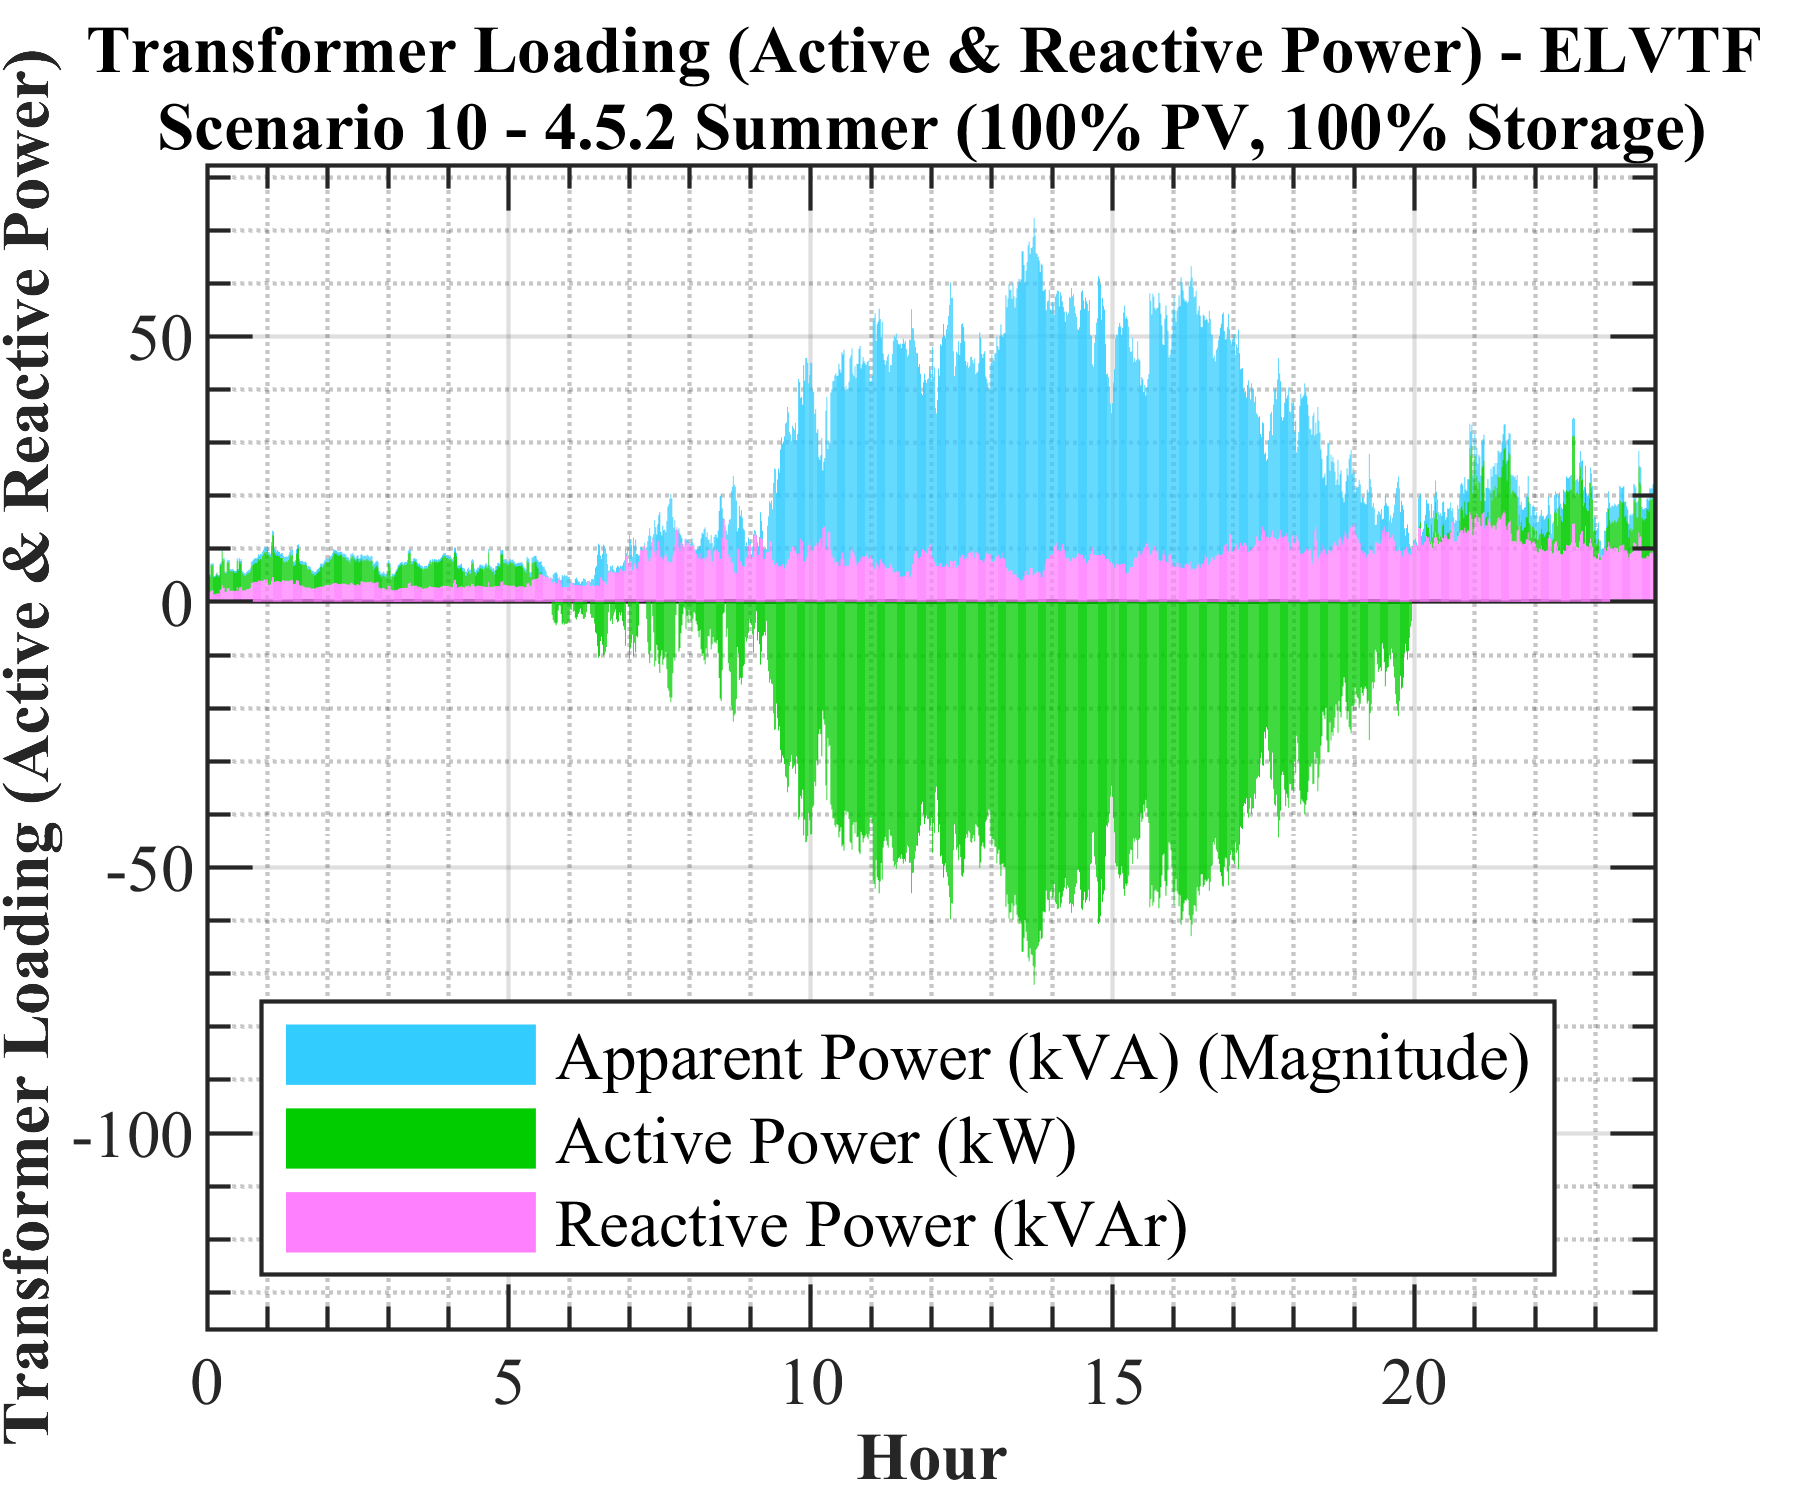 Transformer Loading (Active & Reactive Power) - ELVTF
Scenario 10 - 4.5.2 Summer (100% PV, 100% Storage)
Transformer Loading (Active & Reactive Power)
50
0
-50
-100
Apparent Power (kVA) (Magnitude)
Active Power (kW)
Reactive Power (kVAr)
0 5 10 15 20
Hour